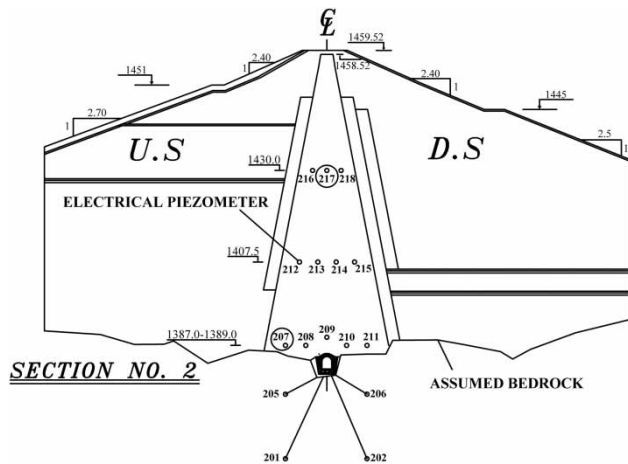 ℄
1459.52
1458.52
2.40
1
1451
2.40
1
1445
2.70
1
2.5
1
U.S
D.S
1430.0
216 217 218
ELECTRICAL PIEZOMETER
1407.5
212 213 214 215
1387.0-1389.0
207 208 209 210 211
SECTION NO. 2
ASSUMED BEDROCK
205 206
201 202